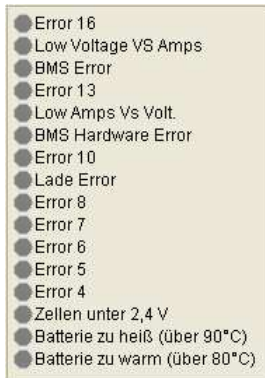 Error 16
Low Voltage VS Amps
BMS Error
Error 13
Low Amps Vs Volt.
BMS Hardware Error
Error 10
Lade Error
Error 8
Error 7
Error 6
Error 5
Error 4
Zellen unter 2,4 V
Batterie zu heiß (über 90°C)
Batterie zu warm (über 80°C)